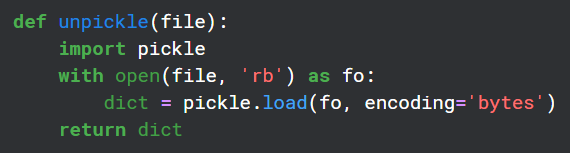 def unpickle(file):
    import pickle
    with open(file, 'rb') as fo:
        dict = pickle.load(fo, encoding='bytes')
    return dict